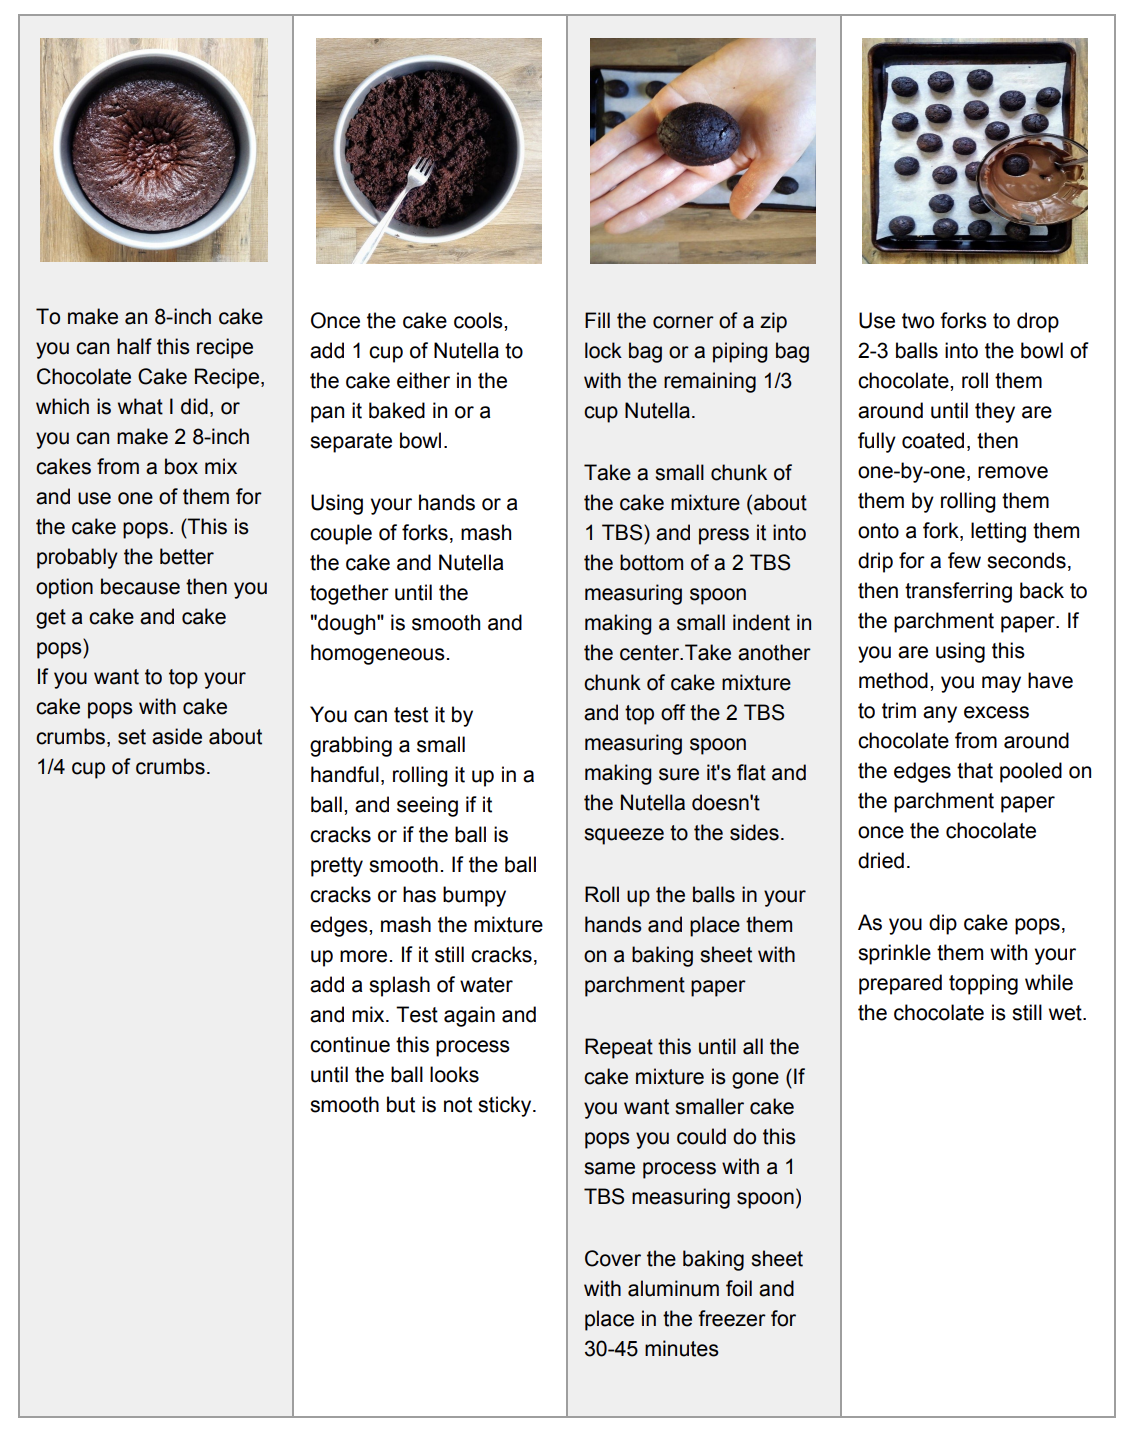 To make an 8-inch cake
you can half this recipe
Chocolate Cake Recipe,
which is what I did, or
you can make 2 8-inch
cakes from a box mix
and use one of them for
the cake pops. (This is
probably the better
option because then you
get a cake and cake
pops)
If you want to top your
cake pops with cake
crumbs, set aside about
1/4 cup of crumbs.
Once the cake cools,
add 1 cup of Nutella to
the cake either in the
pan it baked in or a
separate bowl.
Using your hands or a
couple of forks, mash
the cake and Nutella
together until the
"dough" is smooth and
homogeneous.
You can test it by
grabbing a small
handful, rolling it up in a
ball, and seeing if it
cracks or if the ball is
pretty smooth. If the ball
cracks or has bumpy
edges, mash the mixture
up more. If it still cracks,
add a splash of water
and mix. Test again and
continue this process
until the ball looks
smooth but is not sticky.
Fill the corner of a zip
lock bag or a piping bag
with the remaining 1/3
cup Nutella.
Take a small chunk of
the cake mixture (about
1 TBS) and press it into
the bottom of a 2 TBS
measuring spoon
making a small indent in
the center.Take another
chunk of cake mixture
and top off the 2 TBS
measuring spoon
making sure it's flat and
the Nutella doesn't
squeeze to the sides.
Roll up the balls in your
hands and place them
on a baking sheet with
parchment paper
Repeat this until all the
cake mixture is gone (If
you want smaller cake
pops you could do this
same process with a 1
TBS measuring spoon)
Cover the baking sheet
with aluminum foil and
place in the freezer for
30-45 minutes
Use two forks to drop
2-3 balls into the bowl of
chocolate, roll them
around until they are
fully coated, then
one-by-one, remove
them by rolling them
onto a fork, letting them
drip for a few seconds,
then transferring back to
the parchment paper. If
you are using this
method, you may have
to trim any excess
chocolate from around
the edges that pooled on
the parchment paper
once the chocolate
dried.
As you dip cake pops,
sprinkle them with your
prepared topping while
the chocolate is still wet.